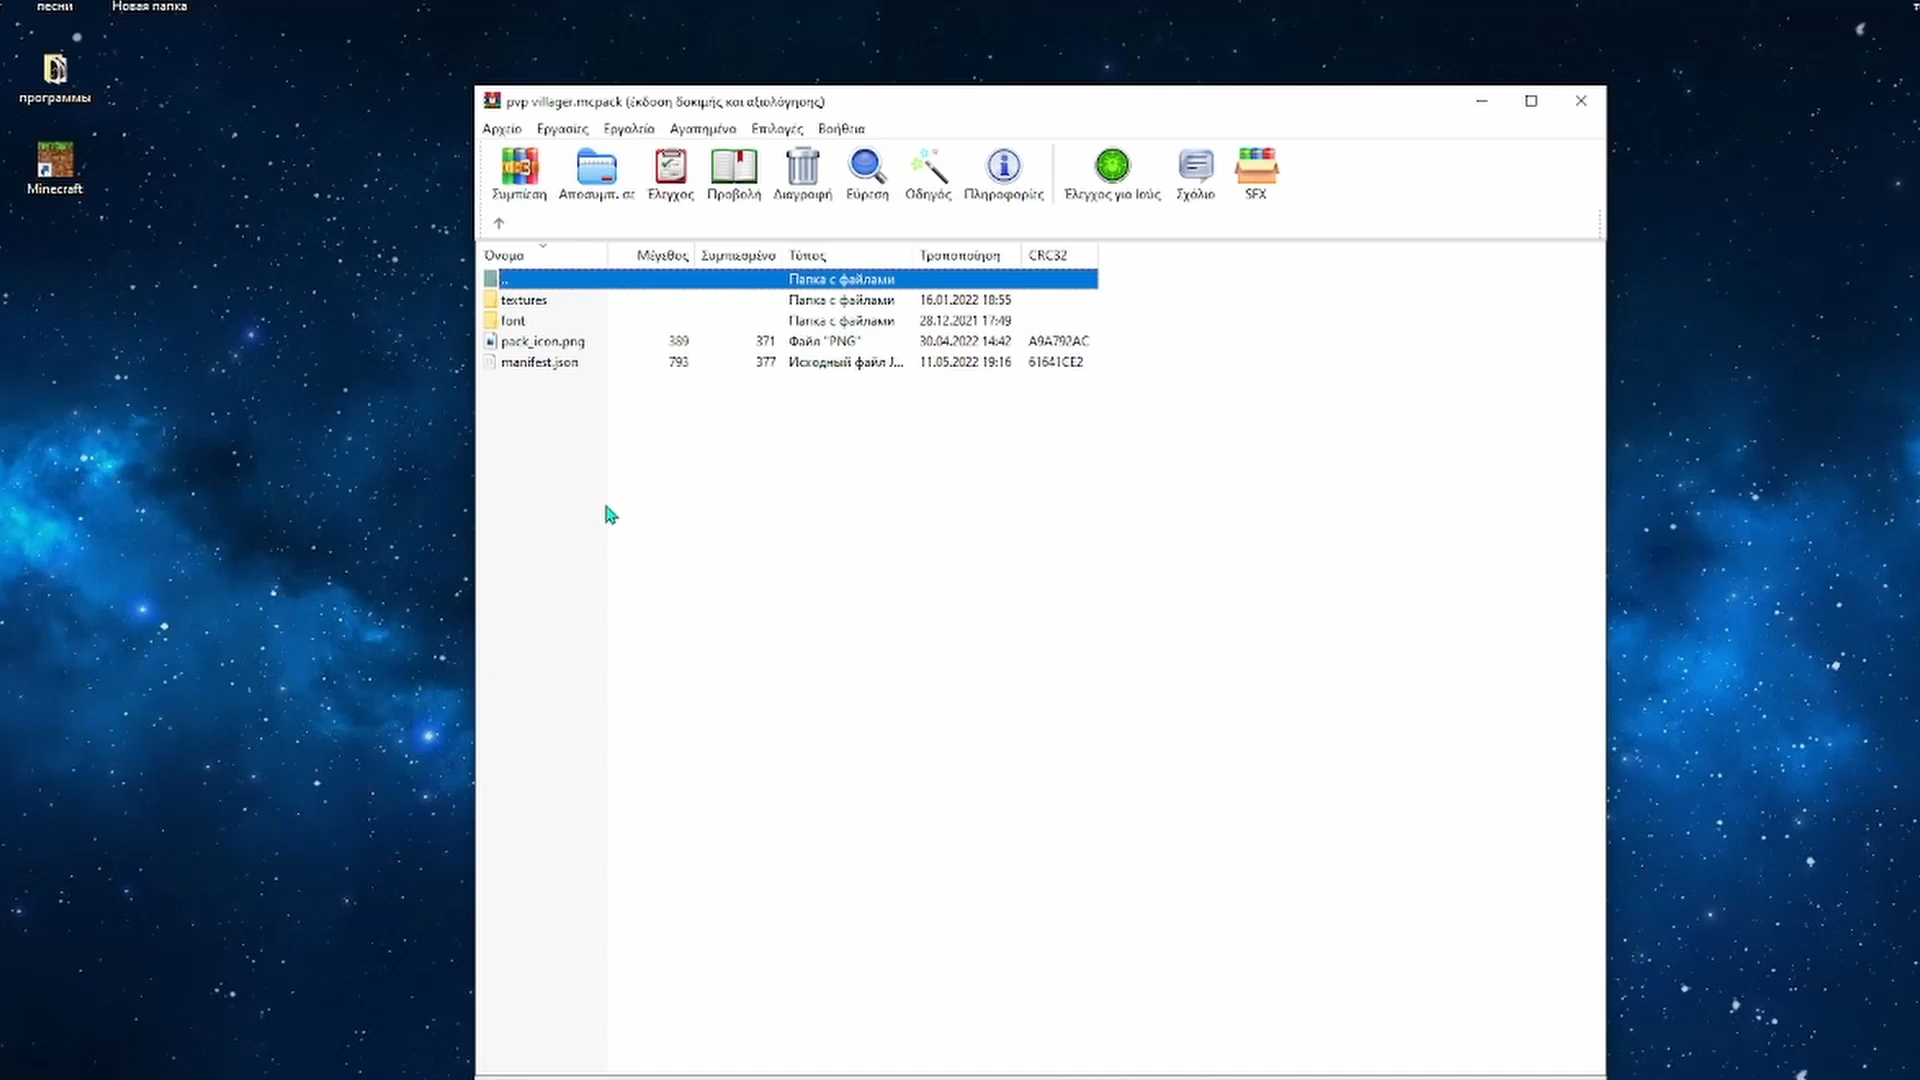 песни Новая папка
программы
Minecraft
pvp villager.mcpack (έκδοση δοκιμής και αξιολόγησης)
Αρχείο Εργασίες Εργαλεία Αγαπημένα Επιλογές Βοήθεια
Συμπίεση Αποσυμπ. σε Έλεγχος Προβολή Διαγραφή Εύρεση Οδηγός Πληροφορίες Έλεγχος για Ιούς Σχόλιο SFX
Όνομα Μέγεθος Συμπιεσμένο Τύπος Τροποποίηση CRC32
.. Папка с файлами
textures Папка с файлами 16.01.2022 18:55
font Папка с файлами 28.12.2021 17:49
pack_icon.png 389 371 Файл "PNG" 30.04.2022 14:42 A9A792AC
manifest.json 793 377 Исходный файл J... 11.05.2022 19:16 61641CE2